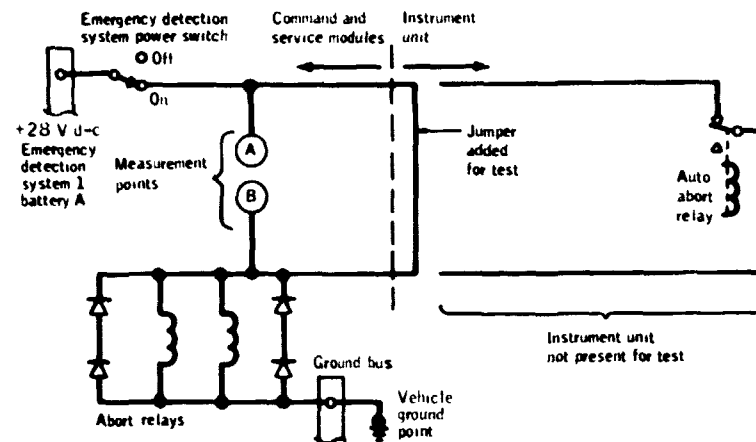 Emergency detection
system power switch
Off
On
Command and
service modules
Instrument
unit
+28 V d-c
Emergency
detection
system 1
battery A
Measurement
points
A
B
Jumper
added
for test
Auto
abort
relay
Instrument unit
not present for test
Ground bus
Abort relays
Vehicle
ground
point